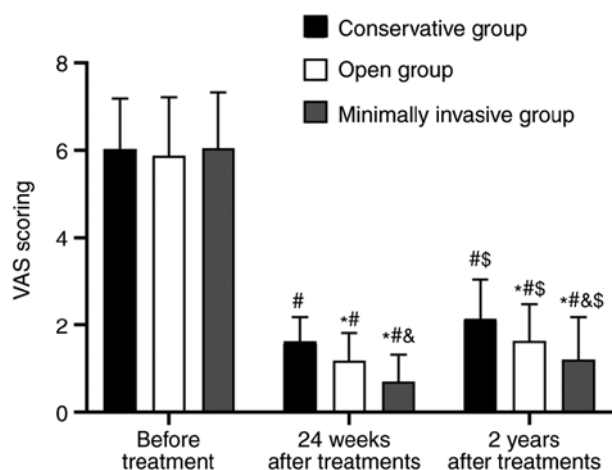 Conservative group
Open group
Minimally invasive group
VAS scoring
8
6
4
2
0
#
*#
*#&
#$
*#$
*#&$
Before
treatment
24 weeks
after treatments
2 years
after treatments